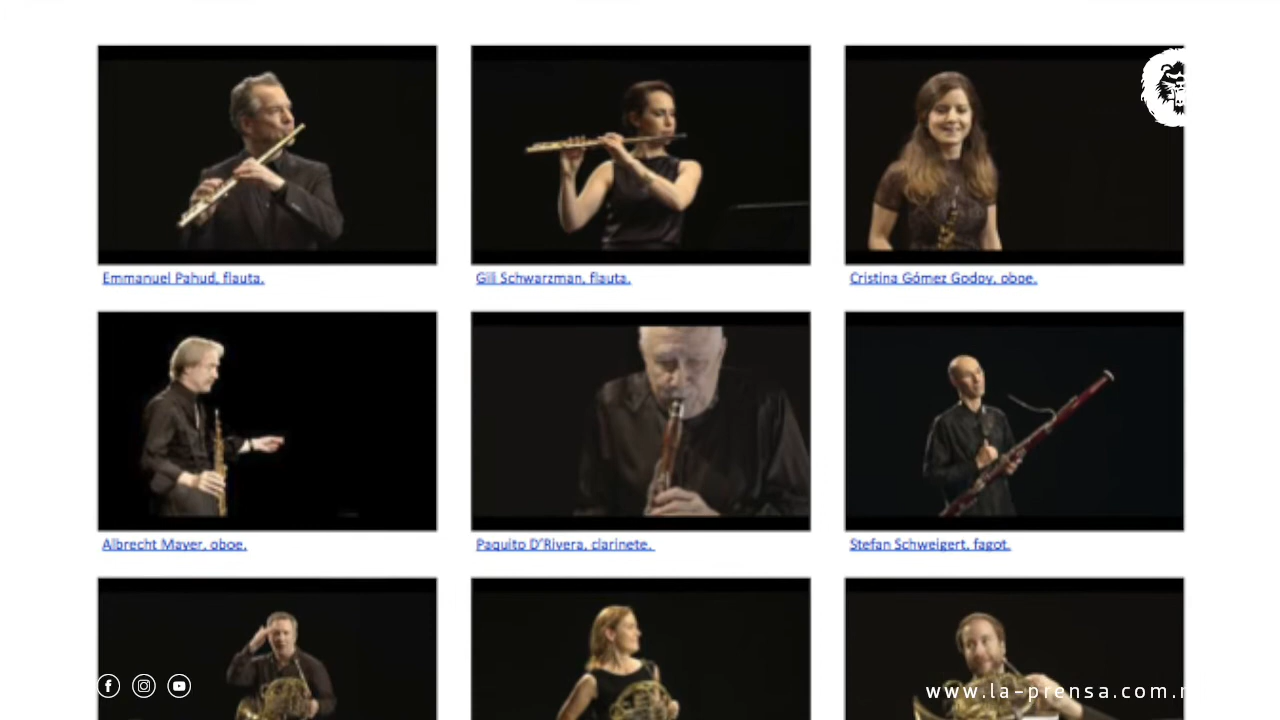 Emmanuel Pahud, flauta.
Gili Schwarzman, flauta.
Cristina Gómez Godoy, oboe.
Albrecht Mayer, oboe.
Paquito D'Rivera, clarinete.
Stefan Schweigert, fagot.
www.la-prensa.com.m